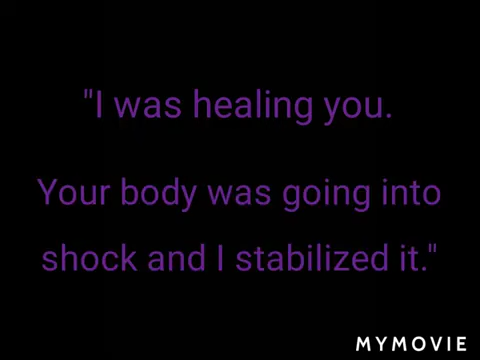 "I was healing you.
Your body was going into
shock and I stabilized it."
MYMOVIE